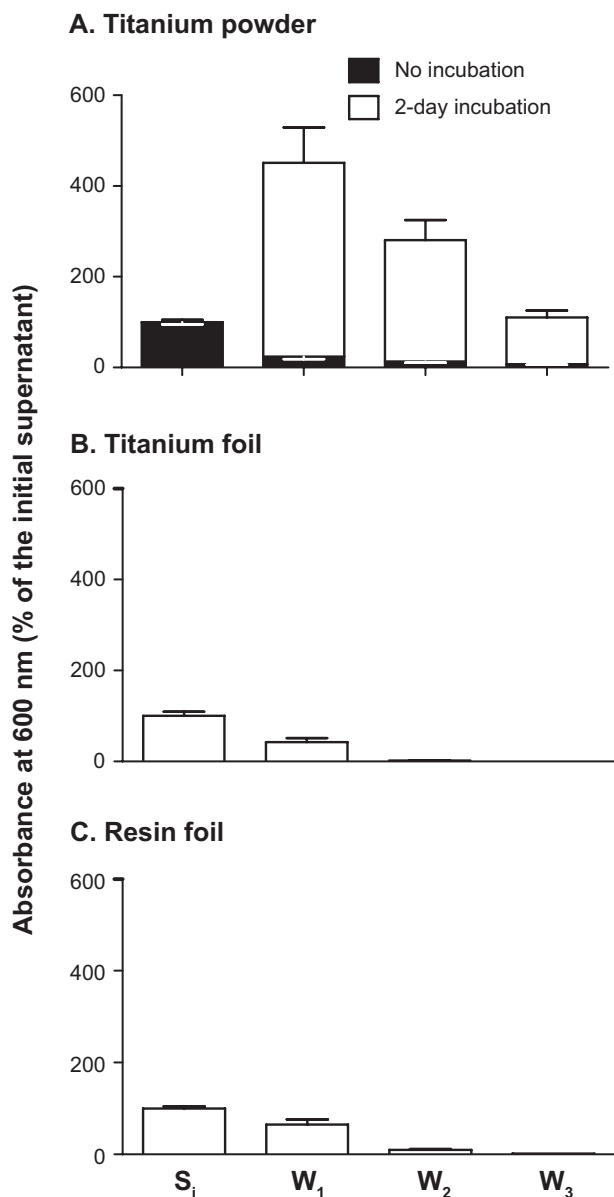 A. Titanium powder
No incubation
2-day incubation
600
400
200
0
B. Titanium foil
600
400
200
0
C. Resin foil
600
400
200
0
Sᵢ W₁ W₂ W₃
Absorbance at 600 nm (% of the initial supernatant)